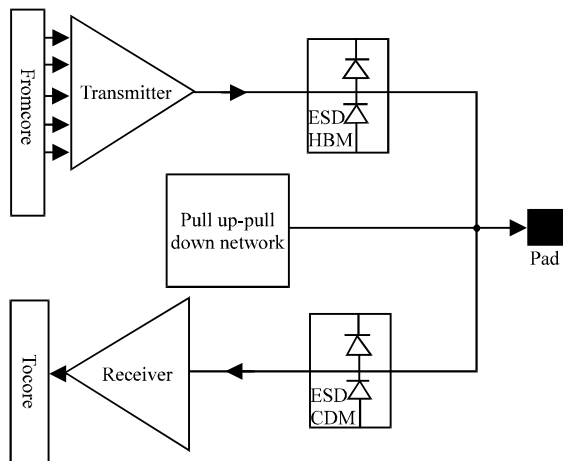 Fromcore
Transmitter
ESD
HBM
Pull up-pull
down network
Pad
Tocore
Receiver
ESD
CDM